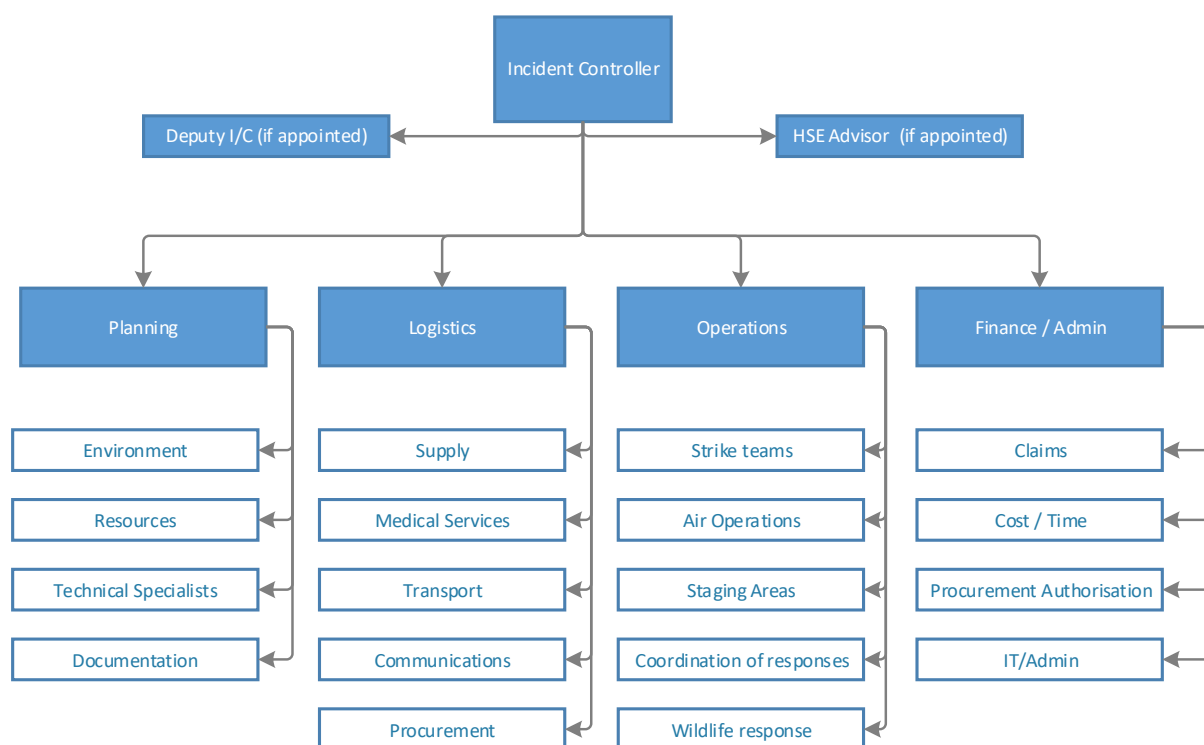 Incident Controller
Deputy I/C (if appointed)
HSE Advisor (if appointed)
Planning
Logistics
Operations
Finance / Admin
Environment
Supply
Strike teams
Claims
Resources
Medical Services
Air Operations
Cost / Time
Technical Specialists
Transport
Staging Areas
Procurement Authorisation
Documentation
Communications
Coordination of responses
IT/Admin
Procurement
Wildlife response